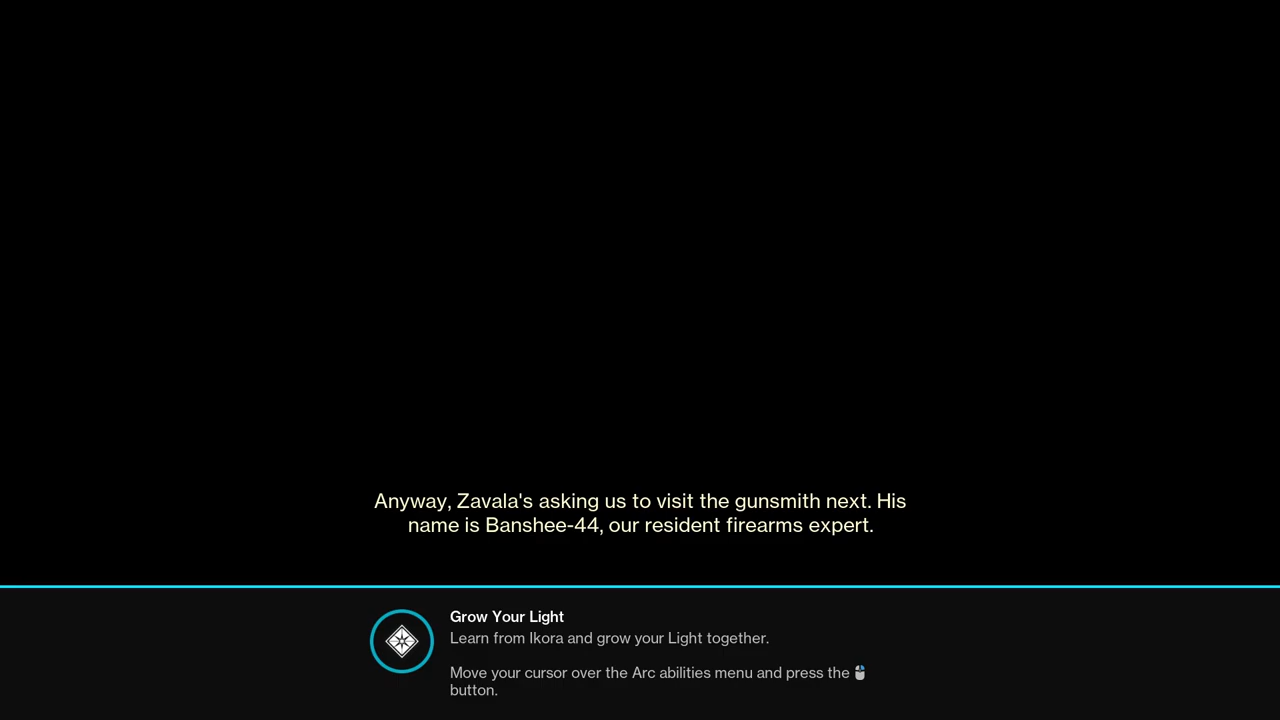 Anyway, Zavala's asking us to visit the gunsmith next. His
name is Banshee-44, our resident firearms expert.
Grow Your Light
Learn from Ikora and grow your Light together.
Move your cursor over the Arc abilities menu and press the
button.